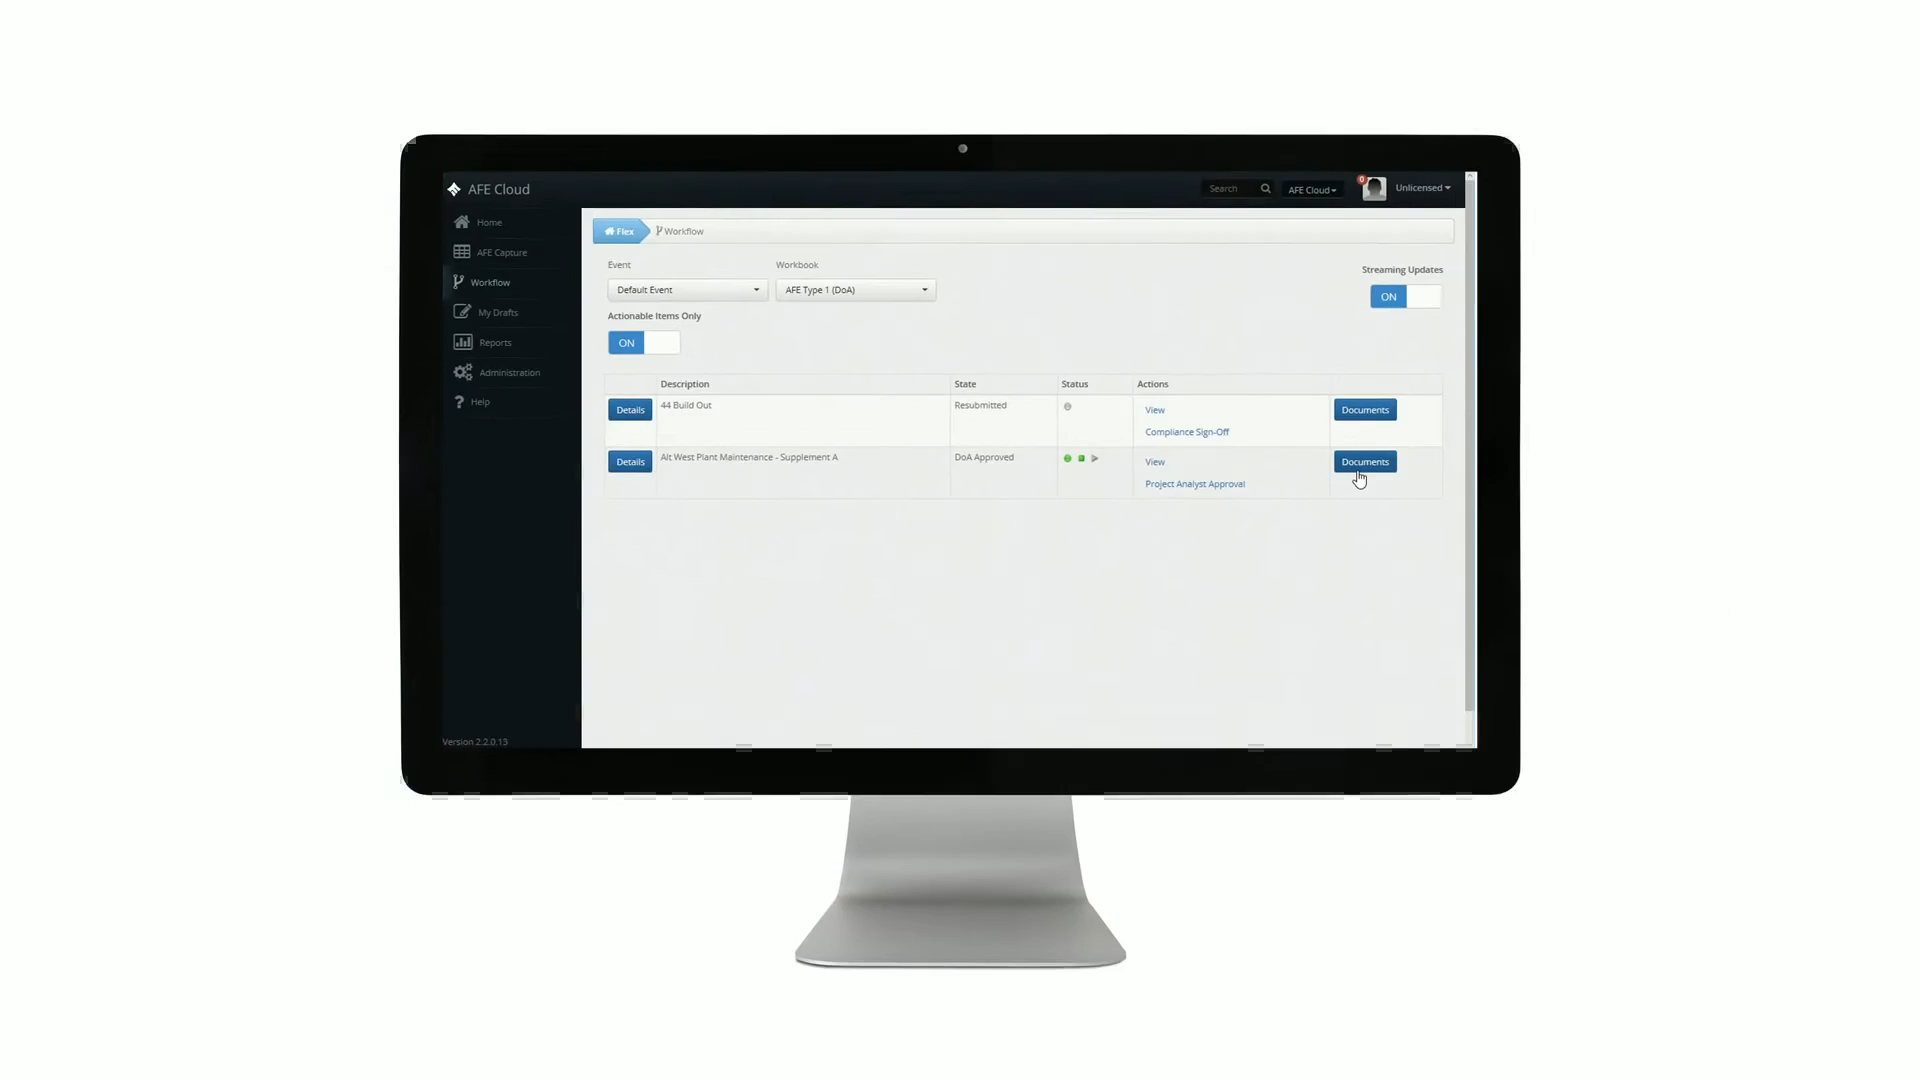 AFE Cloud
Search
AFE Cloud
0
Unlicensed
Home
AFE Capture
Workflow
My Drafts
Reports
Administration
? Help
Version 2.2.0.13
Flex
Workflow
Event
Workbook
Streaming Updates
Default Event
AFE Type 1 (DoA)
ON
Actionable Items Only
ON
Description State Status Actions
Details 44 Build Out Resubmitted View Documents
Compliance Sign-Off
Details Alt West Plant Maintenance - Supplement A DoA Approved View Documents
Project Analyst Approval